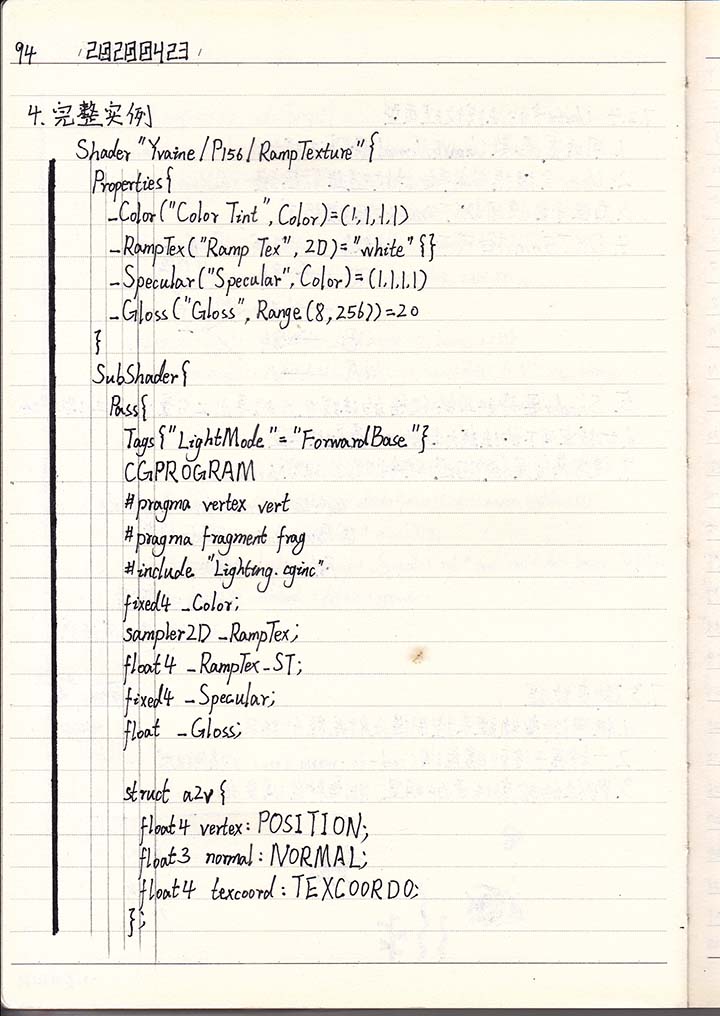 94 20200423
4. 完整实例
Shader "Yvaine/P156/RampTexture"{
Properties{
_Color("Color Tint", Color)=(1,1,1,1)
_RampTex("Ramp Tex", 2D)="white"{}
_Specular("Specular", Color)=(1,1,1,1)
_Gloss("Gloss", Range(8,256))=20
}
SubShader{
Pass{
Tags{"LightMode"="ForwardBase"}
CGPROGRAM
#pragma vertex vert
#pragma fragment frag
#include "Lighting.cginc"
fixed4 _Color;
sampler2D _RampTex;
float4 _RampTex_ST;
fixed4 _Specular;
float _Gloss;
struct a2v{
float4 vertex: POSITION;
float3 normal: NORMAL;
float4 texcoord: TEXCOORD0;
};